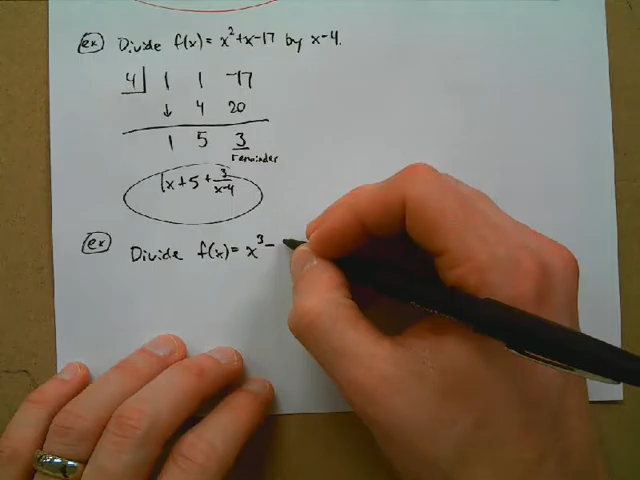 ex Divide f(x) = x² + x - 17 by x-4.
4 1 1 -17
↓ 4 20
1 5 3
remainder
1x + 5 + 3/(x-4)
ex Divide f(x) = x³ -